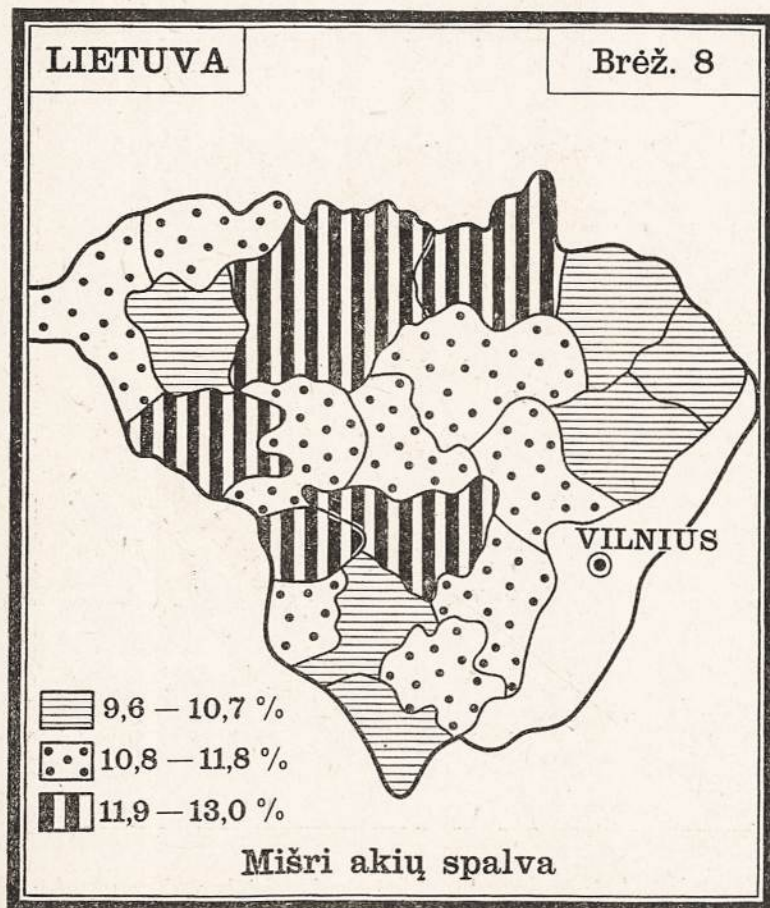 LIETUVA
Brėž. 8
VILNIUS
9,6 — 10,7 %
10,8 — 11,8 %
11,9 — 13,0 %
Mišri akių spalva